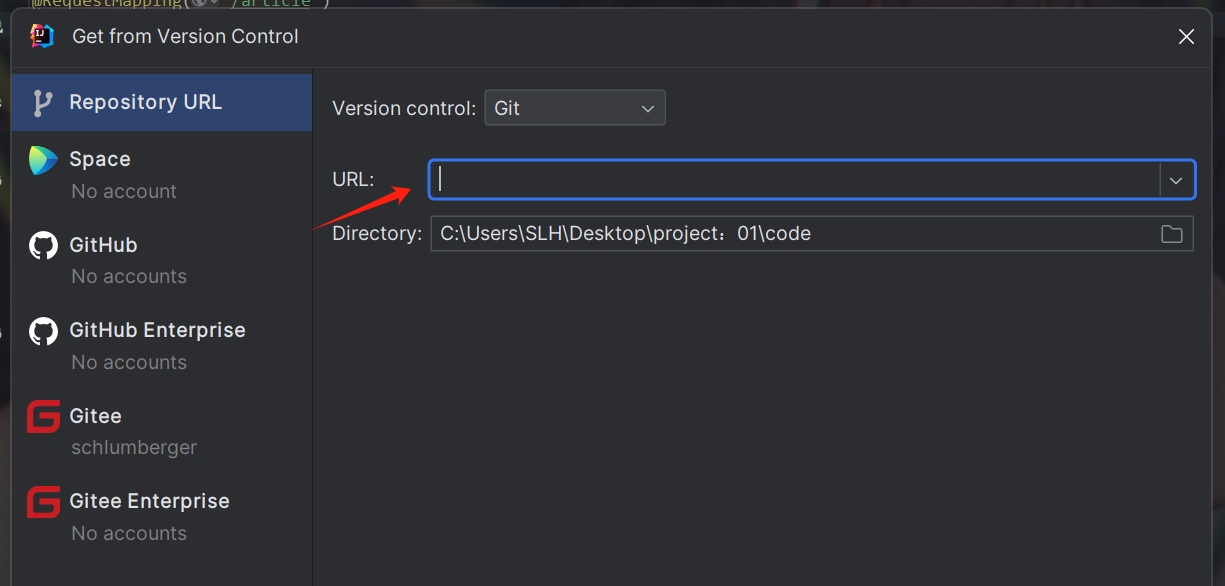 @RequestMapping("/article")
Get from Version Control
Repository URL
Version control: Git
Space
No account
URL:
GitHub
Directory: C:\Users\SLH\Desktop\project：01\code
No accounts
GitHub Enterprise
No accounts
Gitee
schlumberger
Gitee Enterprise
No accounts